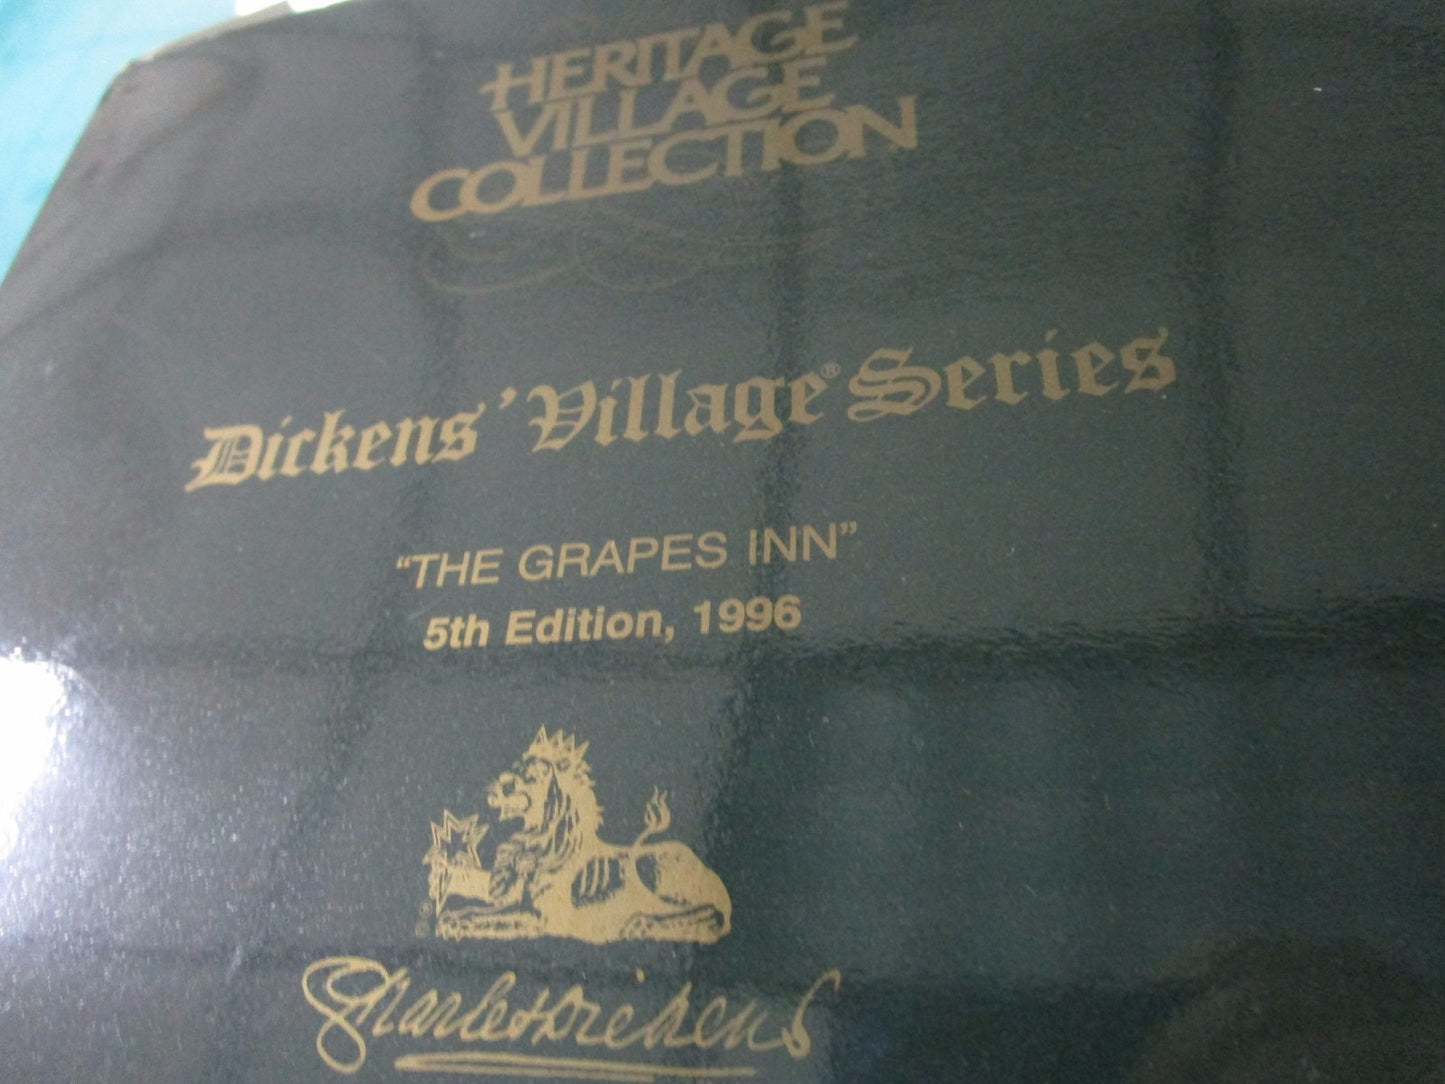 HERITAGE
VILLAGE
COLLECTION
Dickens' Village® Series
“THE GRAPES INN”
5th Edition, 1996
Charles Dickens